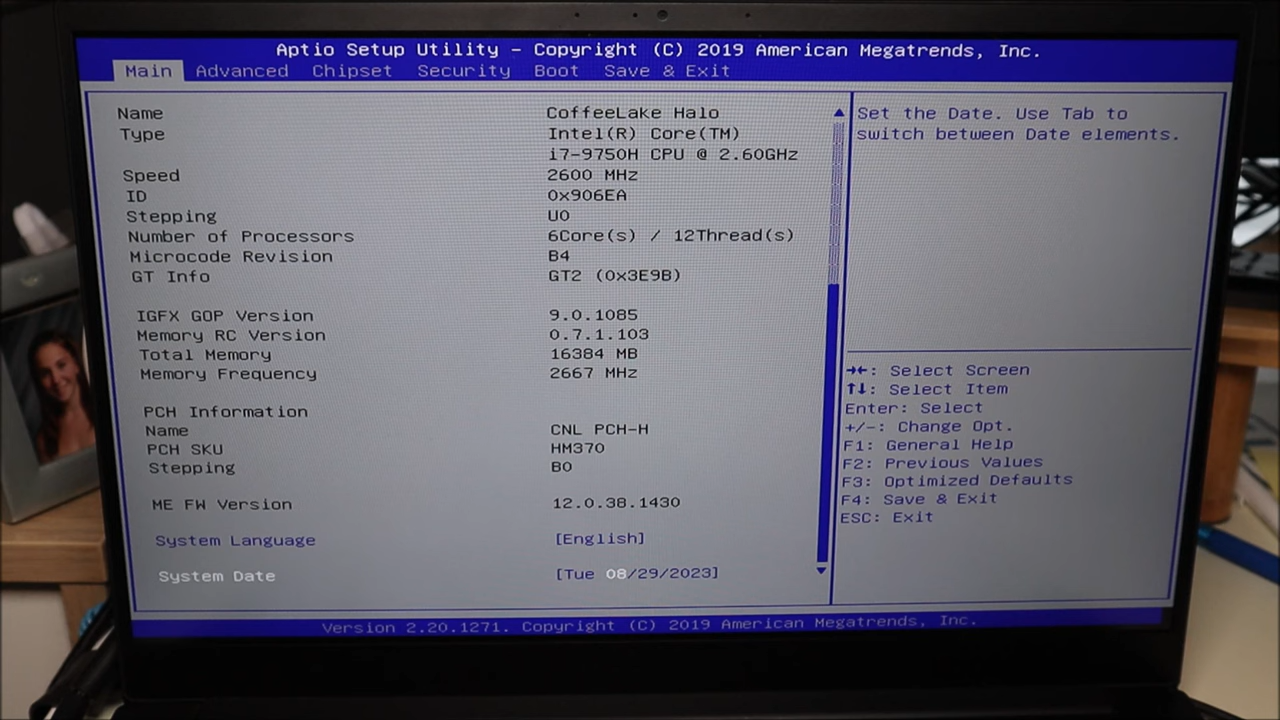 Aptio Setup Utility - Copyright (C) 2019 American Megatrends, Inc.
Main Advanced Chipset Security Boot Save & Exit
Name CoffeeLake Halo
Type Intel(R) Core(TM)
i7-9750H CPU @ 2.60GHz
Speed 2600 MHz
ID 0x906EA
Stepping U0
Number of Processors 6Core(s) / 12Thread(s)
Microcode Revision B4
GT Info GT2 (0x3E9B)
IGFX GOP Version 9.0.1085
Memory RC Version 0.7.1.103
Total Memory 16384 MB
Memory Frequency 2667 MHz
PCH Information
Name CNL PCH-H
PCH SKU HM370
Stepping B0
ME FW Version 12.0.38.1430
System Language [English]
System Date [Tue 08/29/2023]
Set the Date. Use Tab to
switch between Date elements.
→←: Select Screen
↑↓: Select Item
Enter: Select
+/-: Change Opt.
F1: General Help
F2: Previous Values
F3: Optimized Defaults
F4: Save & Exit
ESC: Exit
Version 2.20.1271. Copyright (C) 2019 American Megatrends, Inc.